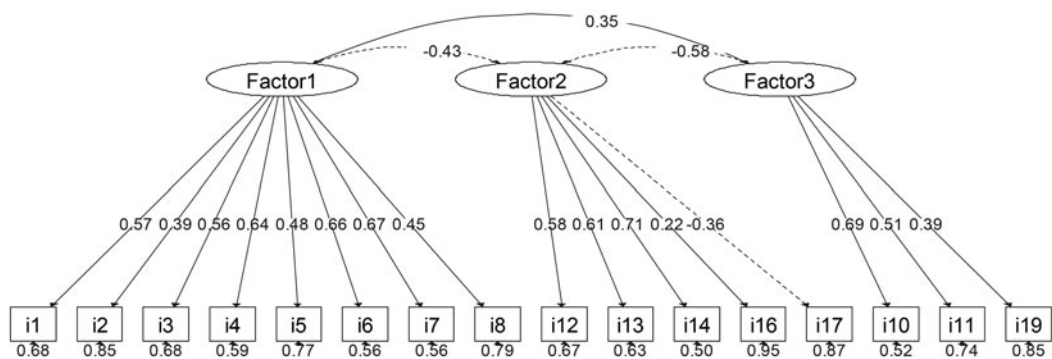 0.35
-0.43 -0.58
Factor1 Factor2 Factor3
0.57 0.39 0.56 0.64 0.48 0.66 0.67 0.45 0.58 0.61 0.71 0.22 -0.36 0.69 0.51 0.39
i1 i2 i3 i4 i5 i6 i7 i8 i12 i13 i14 i16 i17 i10 i11 i19
0.68 0.85 0.68 0.59 0.77 0.56 0.56 0.79 0.67 0.63 0.50 0.95 0.87 0.52 0.74 0.85